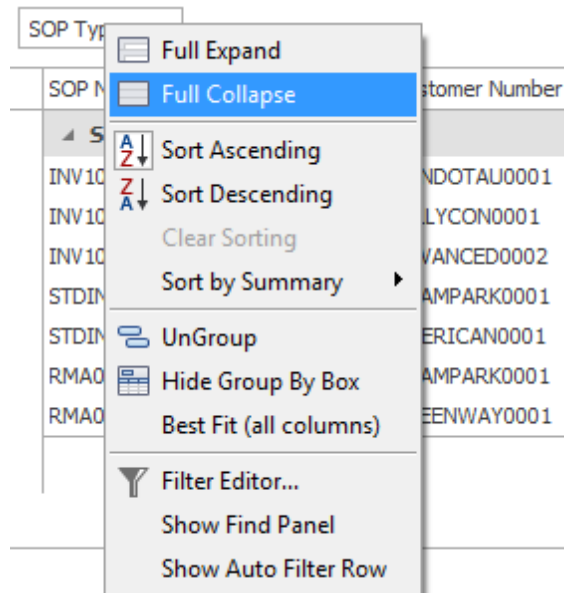 SOP Typ
Full Expand
SOP N
Full Collapse
stomer Number
S
Sort Ascending
INV10
NDOTAU0001
Sort Descending
INV10
LYCON0001
Clear Sorting
INV10
VANCED0002
Sort by Summary
STDIN
AMPARK0001
STDIN
UnGroup
ERICAN0001
RMA0
Hide Group By Box
AMPARK0001
RMA0
Best Fit (all columns)
EENWAY0001
Filter Editor...
Show Find Panel
Show Auto Filter Row